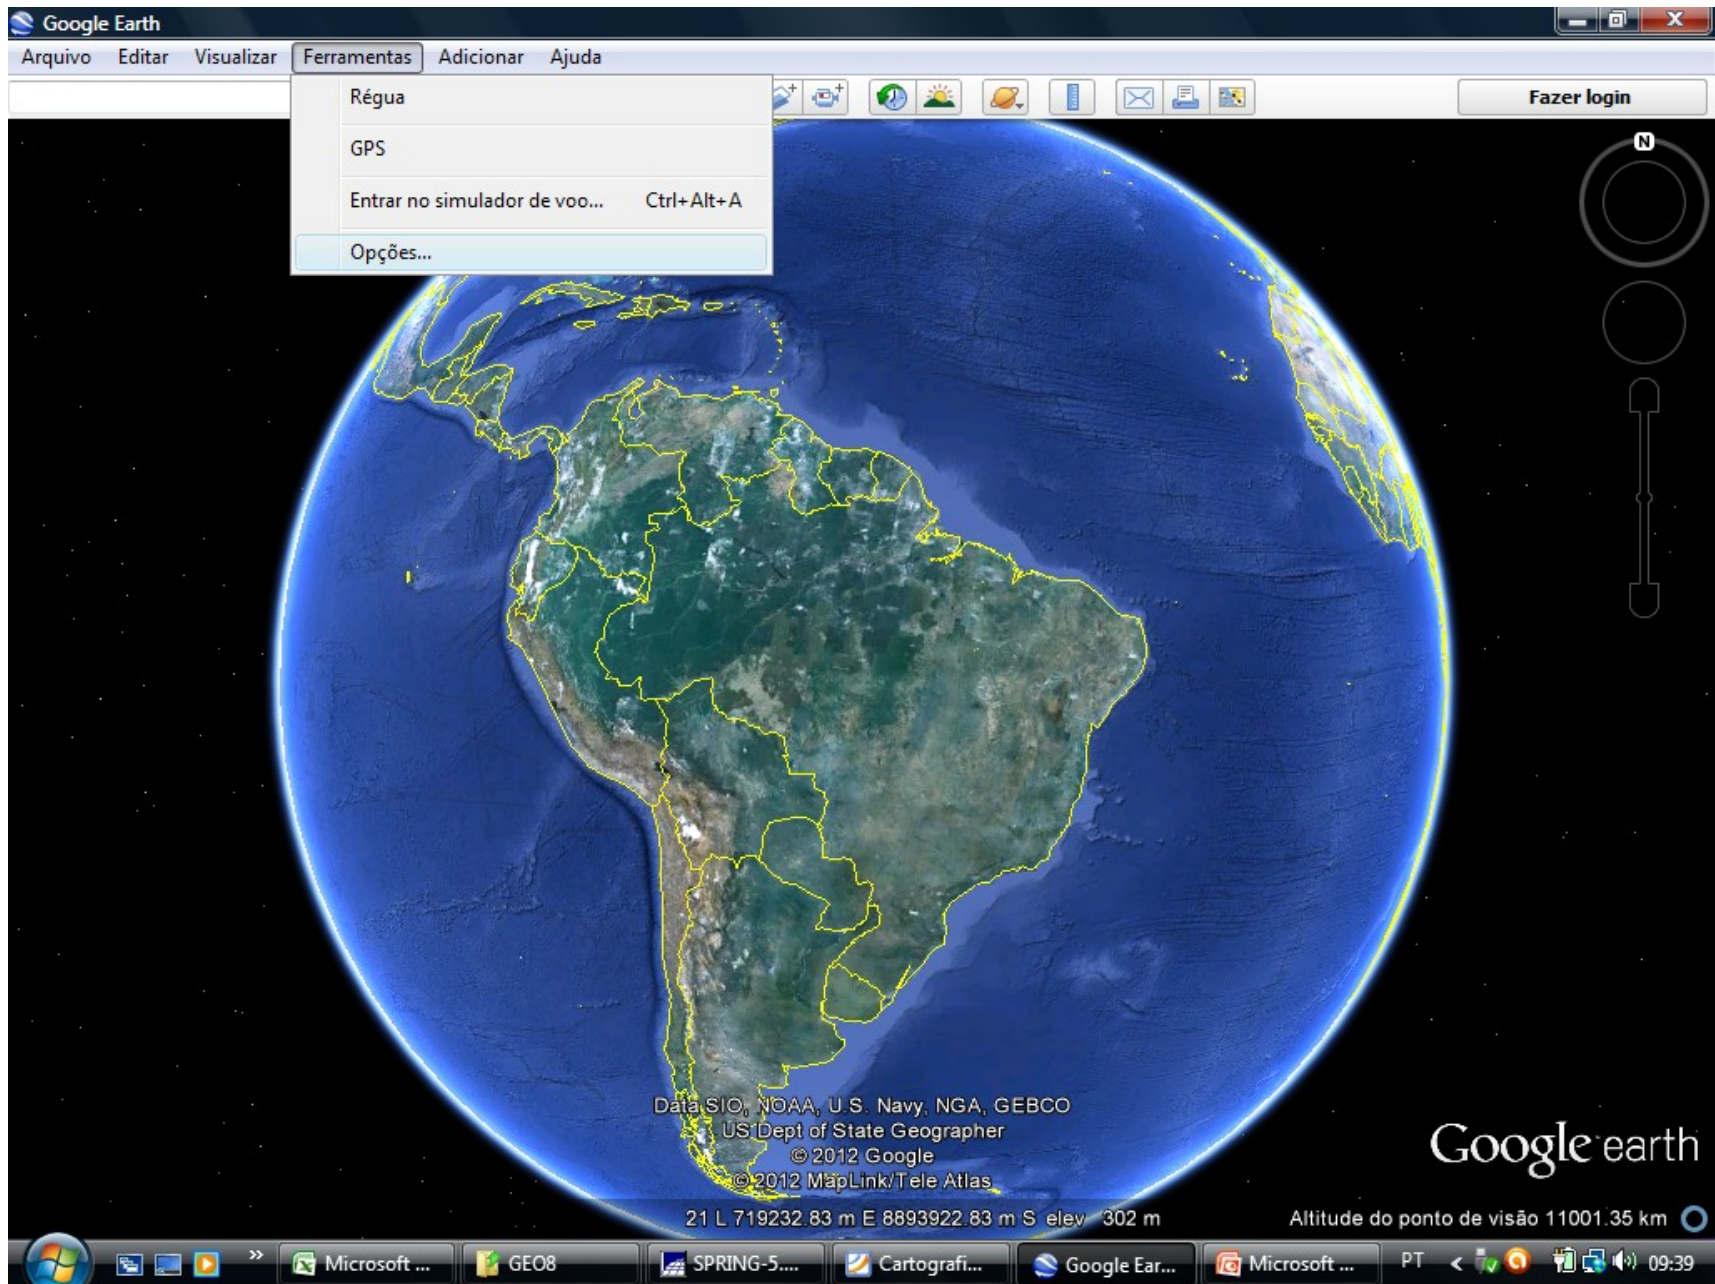 Google Earth
Arquivo Editar Visualizar Ferramentas Adicionar Ajuda
Régua
GPS
Entrar no simulador de voo... Ctrl+Alt+A
Opções...
Fazer login
N
Data SIO, NOAA, U.S. Navy, NGA, GEBCO
US Dept of State Geographer
© 2012 Google
© 2012 MapLink/Tele Atlas
Google earth
21 L 719232.83 m E 8893922.83 m S elev 302 m
Altitude do ponto de visão 11001.35 km
» Microsoft ... GEO8 SPRING-5.... Cartografi... Google Ear... Microsoft ... PT < 09:39